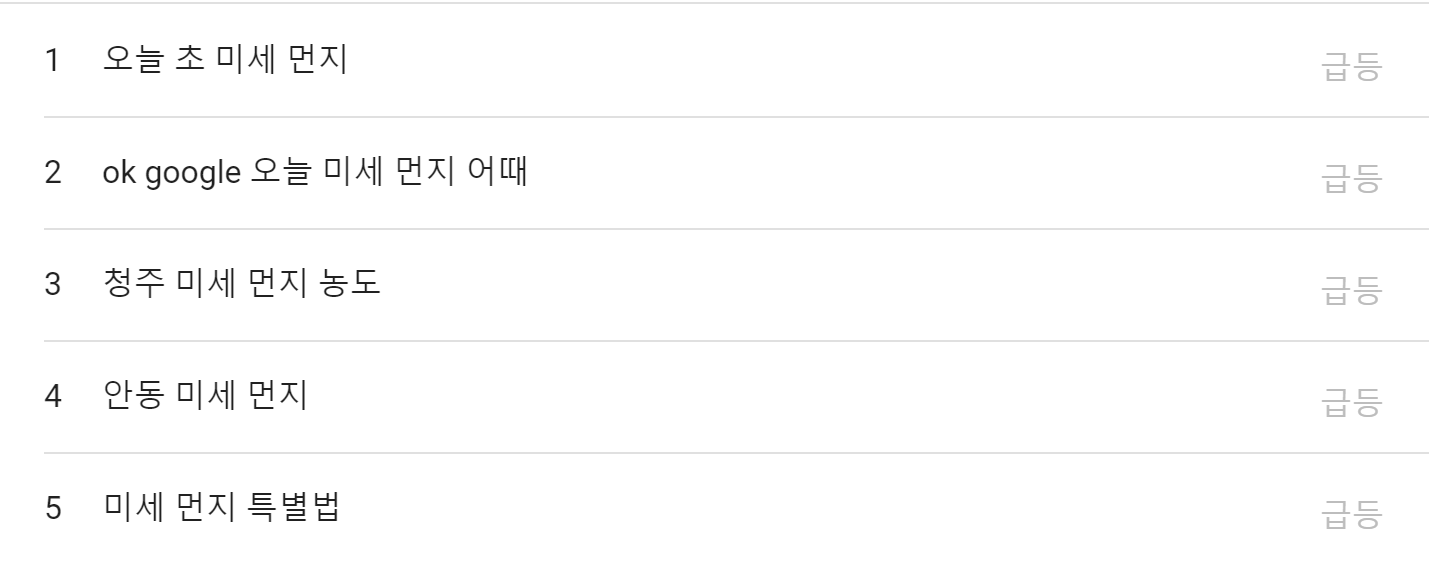 1 오늘 초 미세 먼지 급등
2 ok google 오늘 미세 먼지 어때 급등
3 청주 미세 먼지 농도 급등
4 안동 미세 먼지 급등
5 미세 먼지 특별법 급등